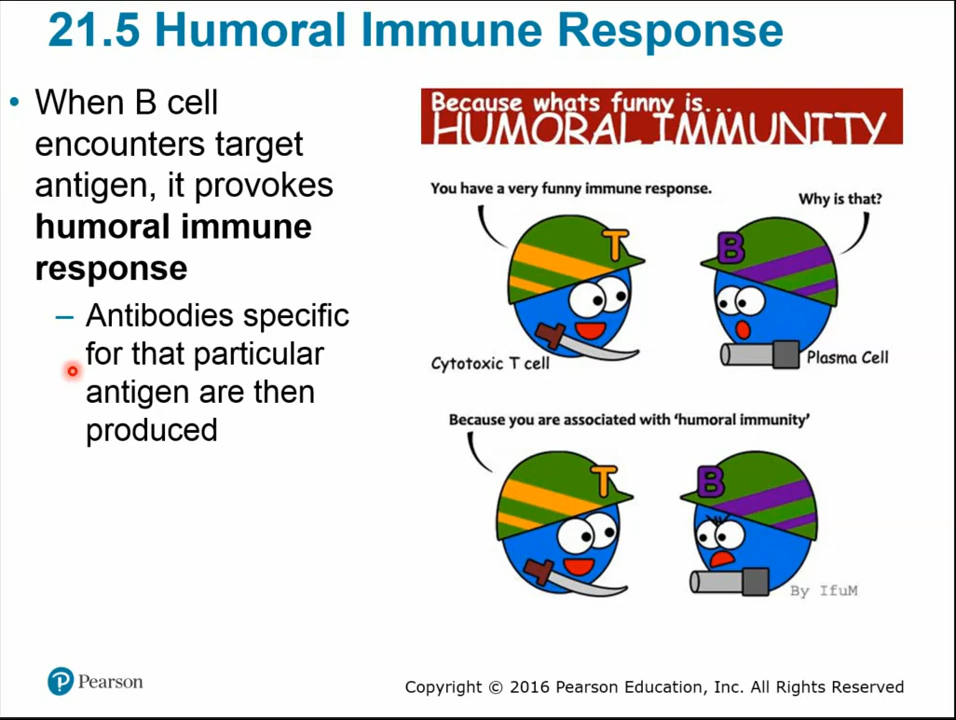 21.5 Humoral Immune Response
• When B cell
encounters target
antigen, it provokes
humoral immune
response
– Antibodies specific
for that particular
antigen are then
produced
Because whats funny is...
HUMORAL IMMUNITY
You have a very funny immune response.
Why is that?
T
B
Cytotoxic T cell
Plasma Cell
Because you are associated with ‘humoral immunity’
T
B
By IfuM
P Pearson
Copyright © 2016 Pearson Education, Inc. All Rights Reserved